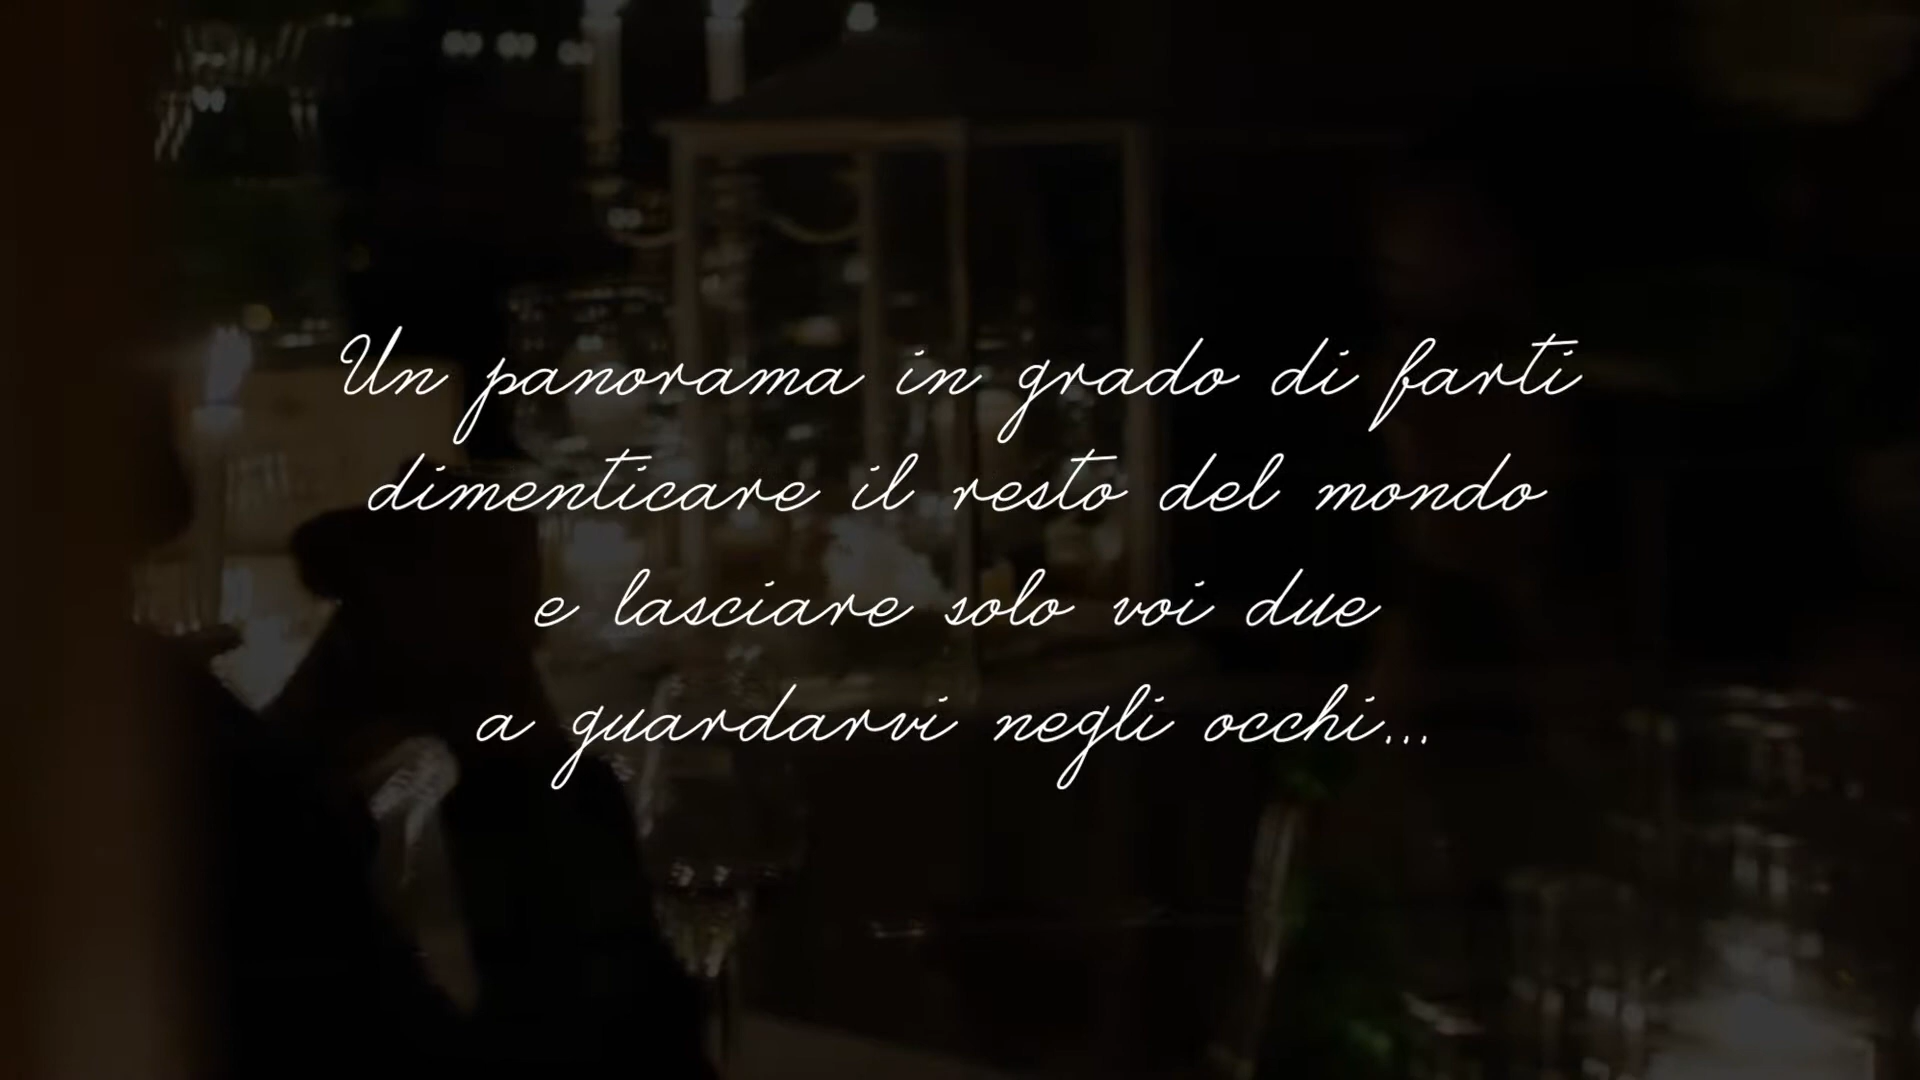 Un panorama in grado di farti
dimenticare il resto del mondo
e lasciare solo voi due
a guardarvi negli occhi...